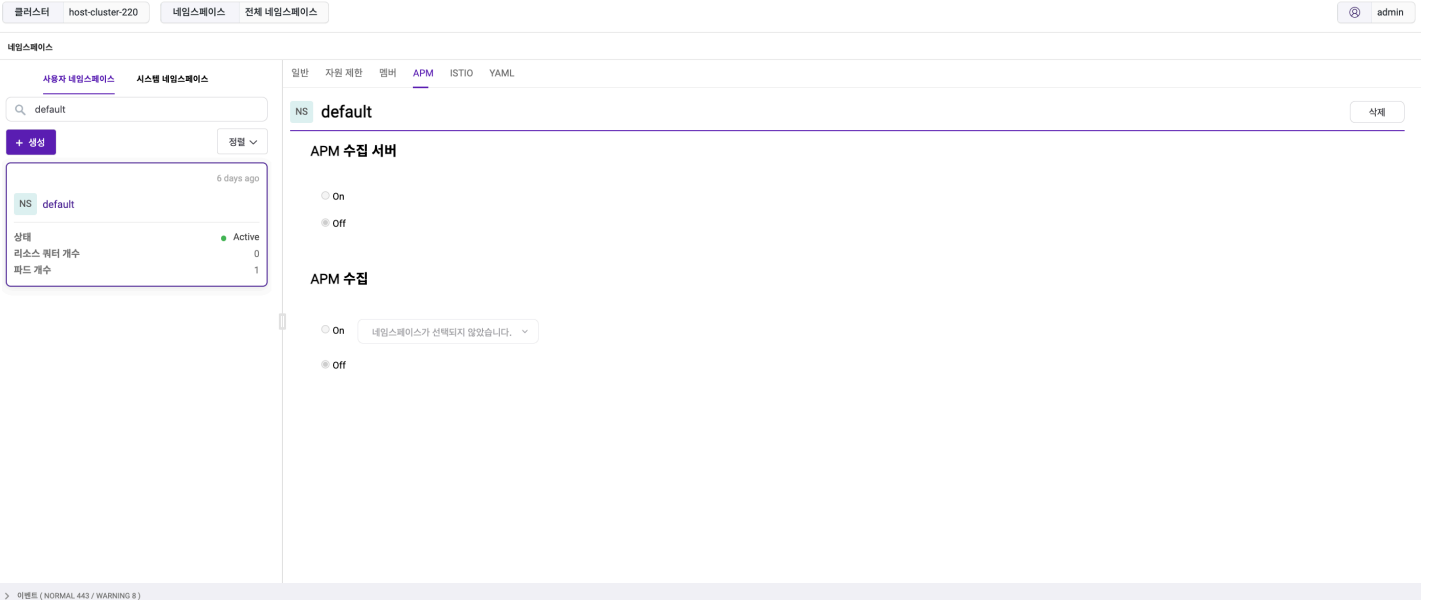 클러스터 host-cluster-220 네임스페이스 전체 네임스페이스 admin
네임스페이스
사용자 네임스페이스 시스템 네임스페이스
일반 자원 제한 멤버 APM ISTIO YAML
default
NS default 삭제
+ 생성 정렬
APM 수집 서버
6 days ago
On
NS default
Off
상태 Active
리소스 쿼터 개수 0
파드 개수 1
APM 수집
On 네임스페이스가 선택되지 않았습니다.
Off
이벤트 ( NORMAL 443 / WARNING 8 )